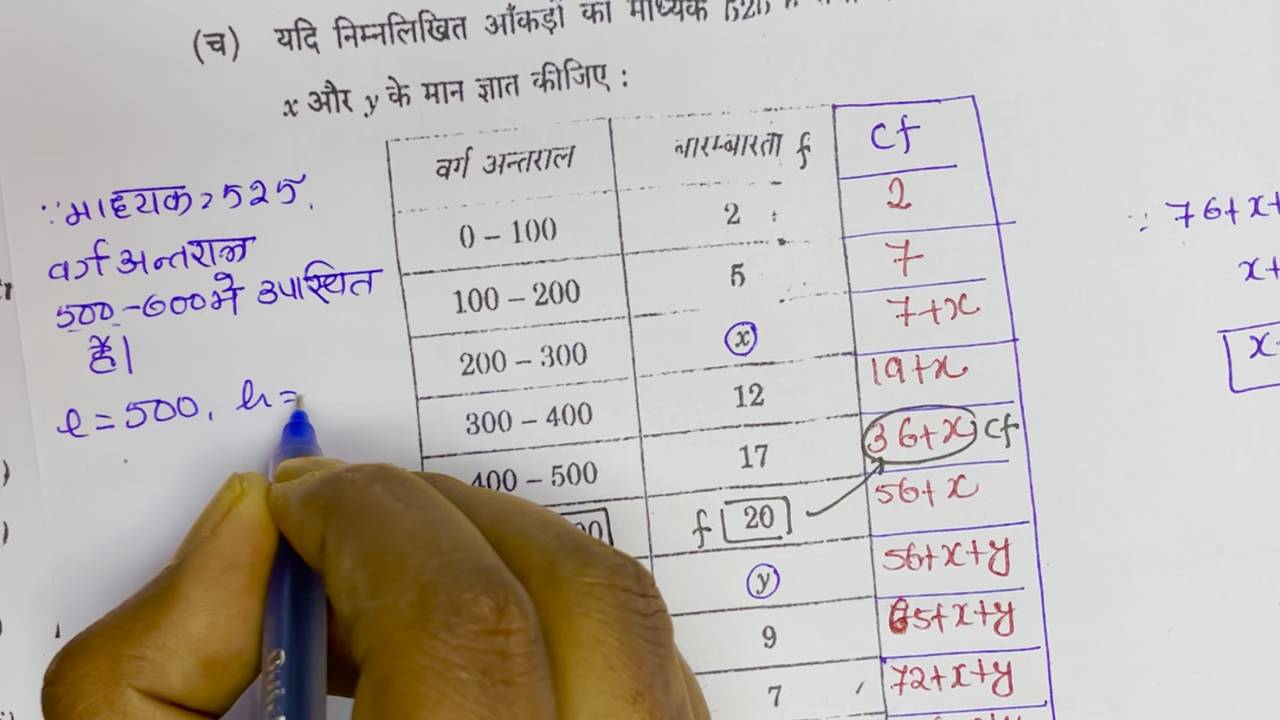 (च) यदि निम्नलिखित आँकड़ों का माध्यक 525
x और y के मान ज्ञात कीजिए :
वर्ग अन्तराल बारम्बारता f cf
0 – 100 2 2
100 – 200 5 7
200 – 300 x 7+x
300 – 400 12 19+x
400 – 500 17 36+x cf
f 20 56+x
y 56+x+y
9 65+x+y
7 72+x+y
∵ माध्यक = 525,
वर्ग अन्तराल
500-600 में उपस्थित
है।
l = 500, h =
∵ 76+x+
x+
x